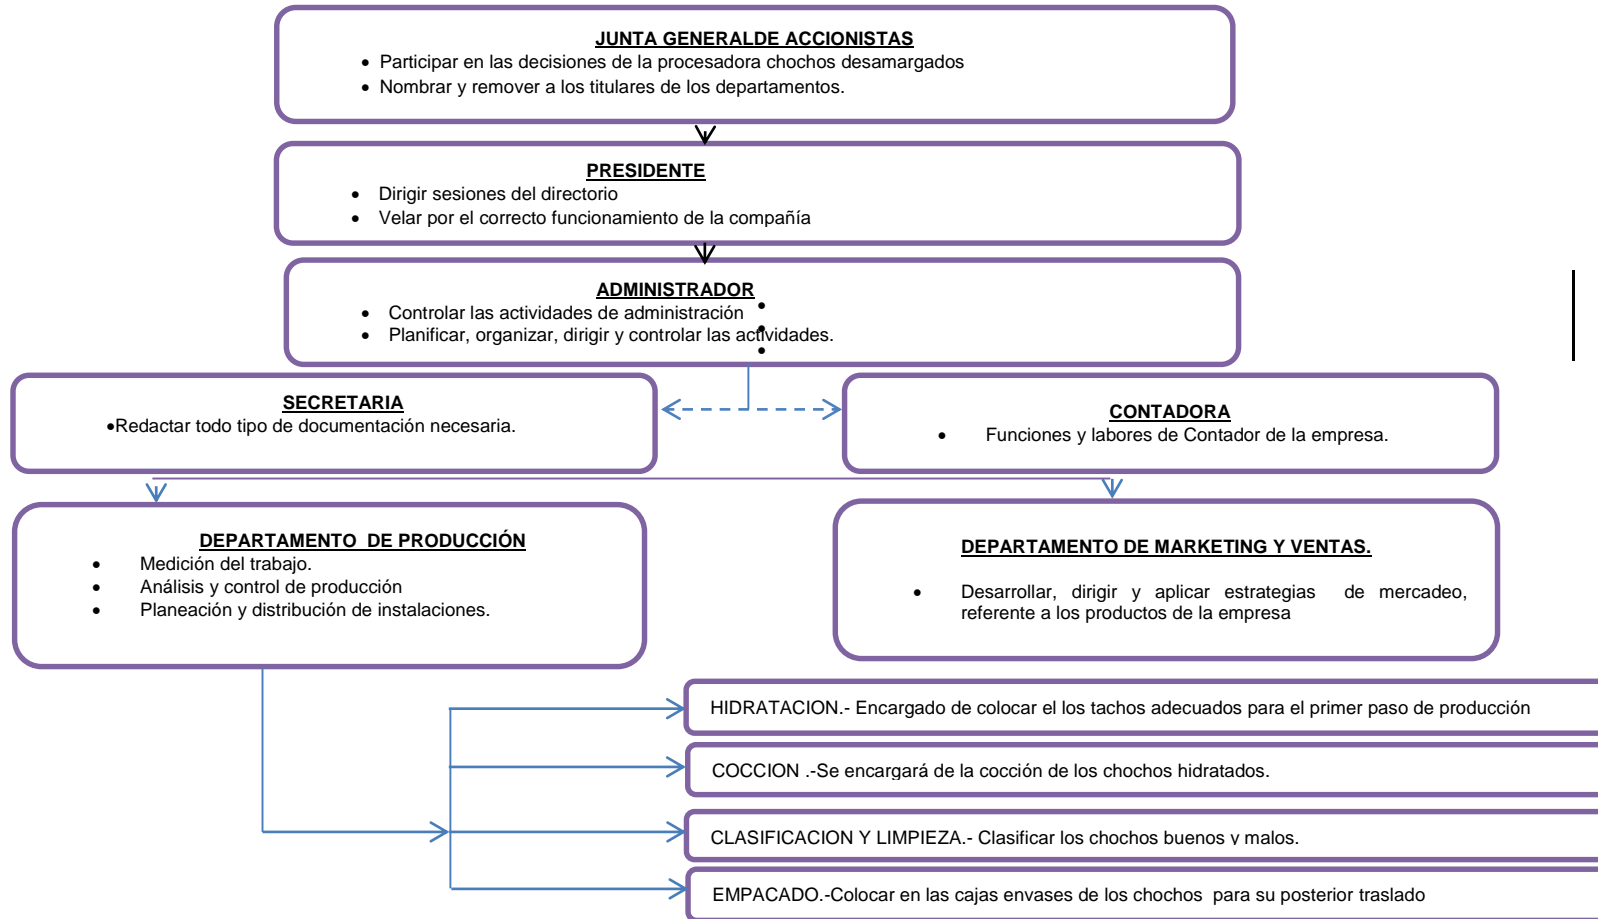 JUNTA GENERALDE ACCIONISTAS
• Participar en las decisiones de la procesadora chochos desamargados
• Nombrar y remover a los titulares de los departamentos.
PRESIDENTE
• Dirigir sesiones del directorio
• Velar por el correcto funcionamiento de la compañía
ADMINISTRADOR
• Controlar las actividades de administración
• Planificar, organizar, dirigir y controlar las actividades.
SECRETARIA
•Redactar todo tipo de documentación necesaria.
CONTADORA
• Funciones y labores de Contador de la empresa.
DEPARTAMENTO DE PRODUCCIÓN
• Medición del trabajo.
• Análisis y control de producción
• Planeación y distribución de instalaciones.
DEPARTAMENTO DE MARKETING Y VENTAS.
• Desarrollar, dirigir y aplicar estrategias de mercadeo,
referente a los productos de la empresa
HIDRATACION.- Encargado de colocar el los tachos adecuados para el primer paso de producción
COCCION .-Se encargará de la cocción de los chochos hidratados.
CLASIFICACION Y LIMPIEZA.- Clasificar los chochos buenos y malos.
EMPACADO.-Colocar en las cajas envases de los chochos para su posterior traslado